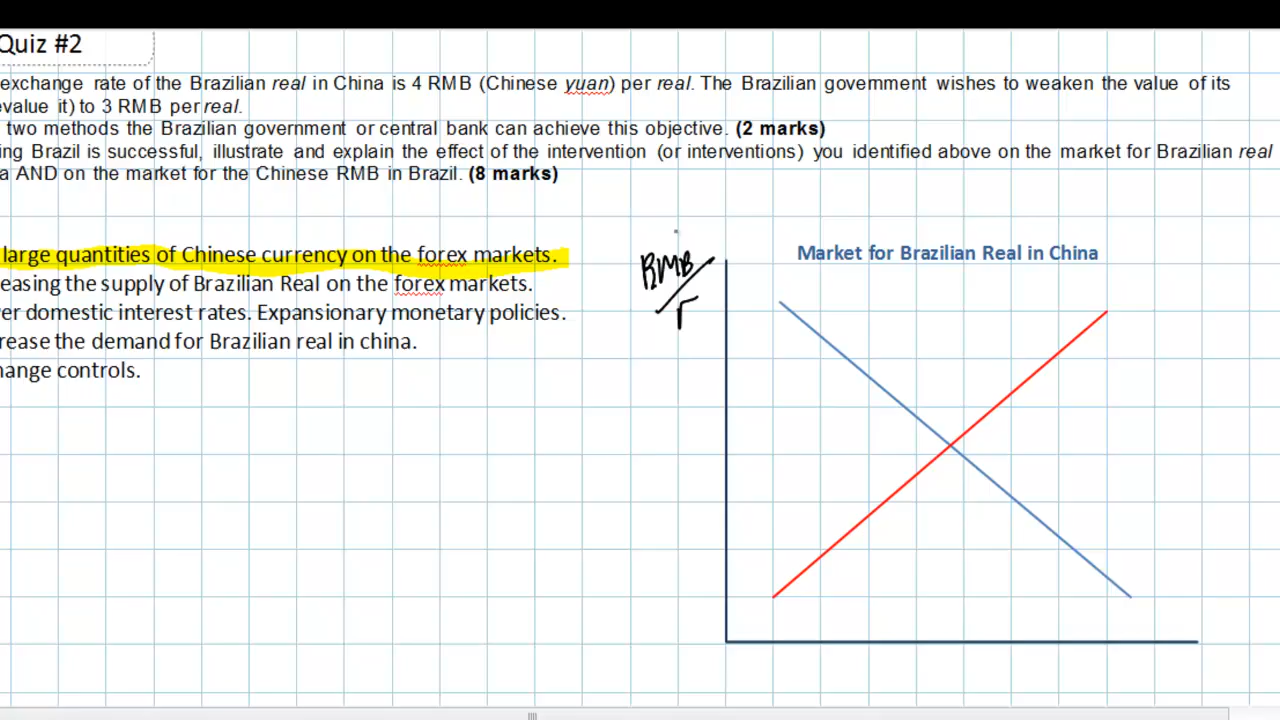 Quiz #2
exchange rate of the Brazilian real in China is 4 RMB (Chinese yuan) per real. The Brazilian government wishes to weaken the value of its
evalue it) to 3 RMB per real.
two methods the Brazilian government or central bank can achieve this objective. (2 marks)
ing Brazil is successful, illustrate and explain the effect of the intervention (or interventions) you identified above on the market for Brazilian real
a AND on the market for the Chinese RMB in Brazil. (8 marks)
large quantities of Chinese currency on the forex markets.
easing the supply of Brazilian Real on the forex markets.
er domestic interest rates. Expansionary monetary policies.
rease the demand for Brazilian real in china.
hange controls.
RMB/r
Market for Brazilian Real in China